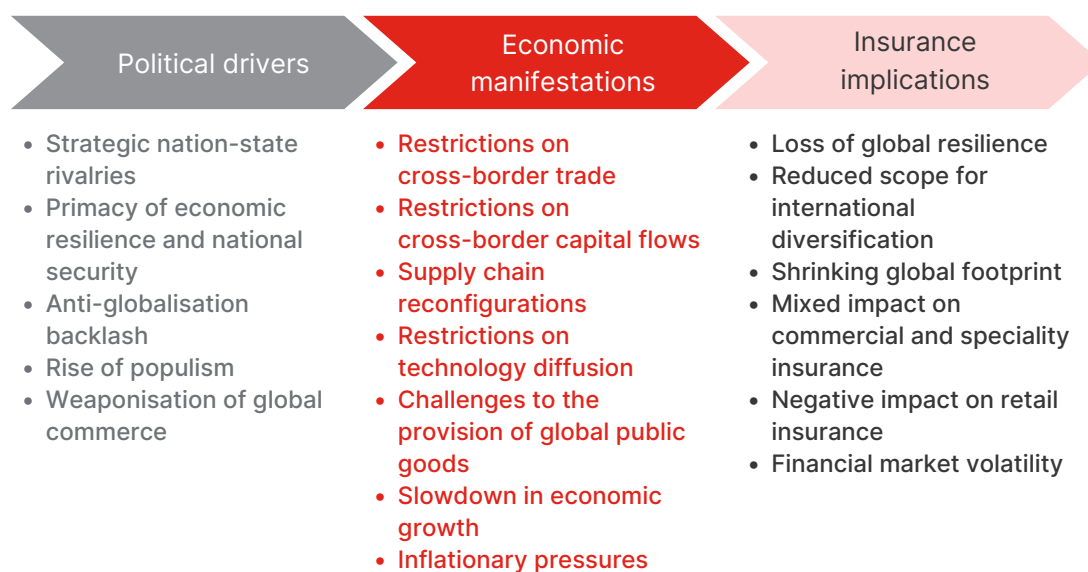 Political drivers
Economic
manifestations
Insurance
implications
• Strategic nation-state
rivalries
• Primacy of economic
resilience and national
security
• Anti-globalisation
backlash
• Rise of populism
• Weaponisation of global
commerce
• Restrictions on
cross-border trade
• Restrictions on
cross-border capital flows
• Supply chain
reconfigurations
• Restrictions on
technology diffusion
• Challenges to the
provision of global public
goods
• Slowdown in economic
growth
• Inflationary pressures
• Loss of global resilience
• Reduced scope for
international
diversification
• Shrinking global footprint
• Mixed impact on
commercial and speciality
insurance
• Negative impact on retail
insurance
• Financial market volatility